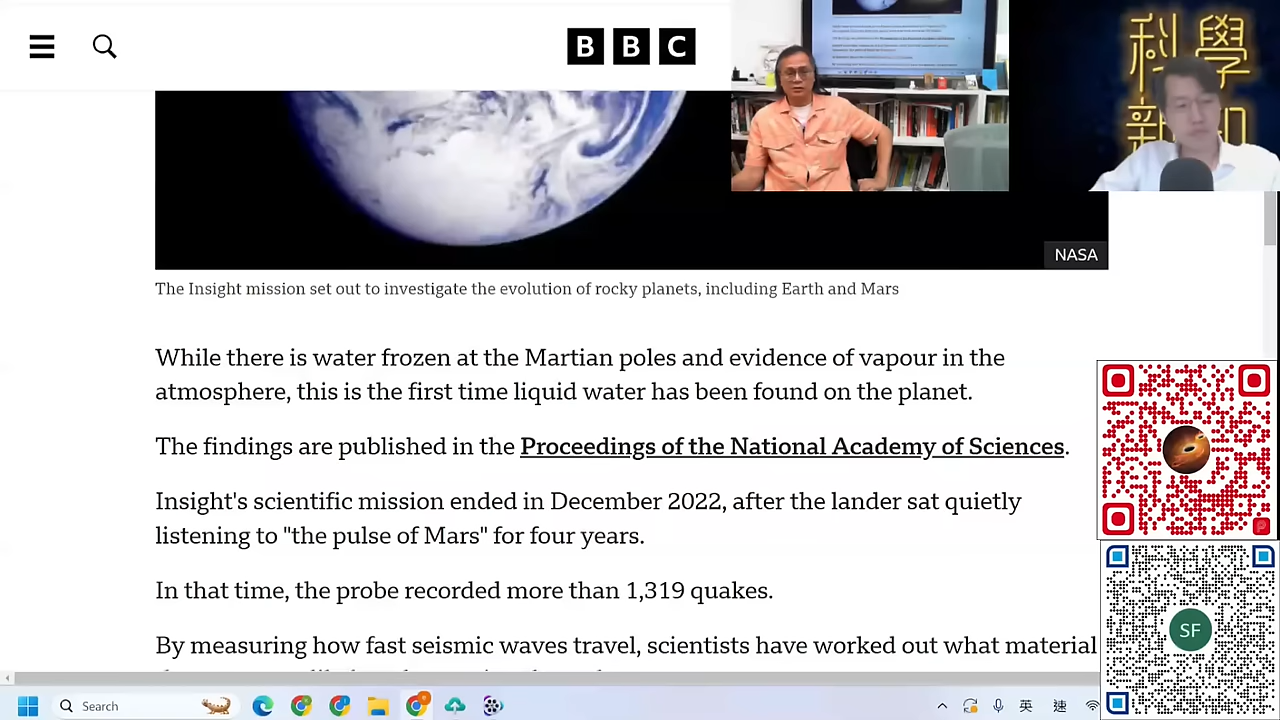 BBC
科學
新知
NASA
The Insight mission set out to investigate the evolution of rocky planets, including Earth and Mars
While there is water frozen at the Martian poles and evidence of vapour in the
atmosphere, this is the first time liquid water has been found on the planet.
The findings are published in the Proceedings of the National Academy of Sciences.
Insight's scientific mission ended in December 2022, after the lander sat quietly
listening to "the pulse of Mars" for four years.
In that time, the probe recorded more than 1,319 quakes.
By measuring how fast seismic waves travel, scientists have worked out what material
SF
Search
英
速